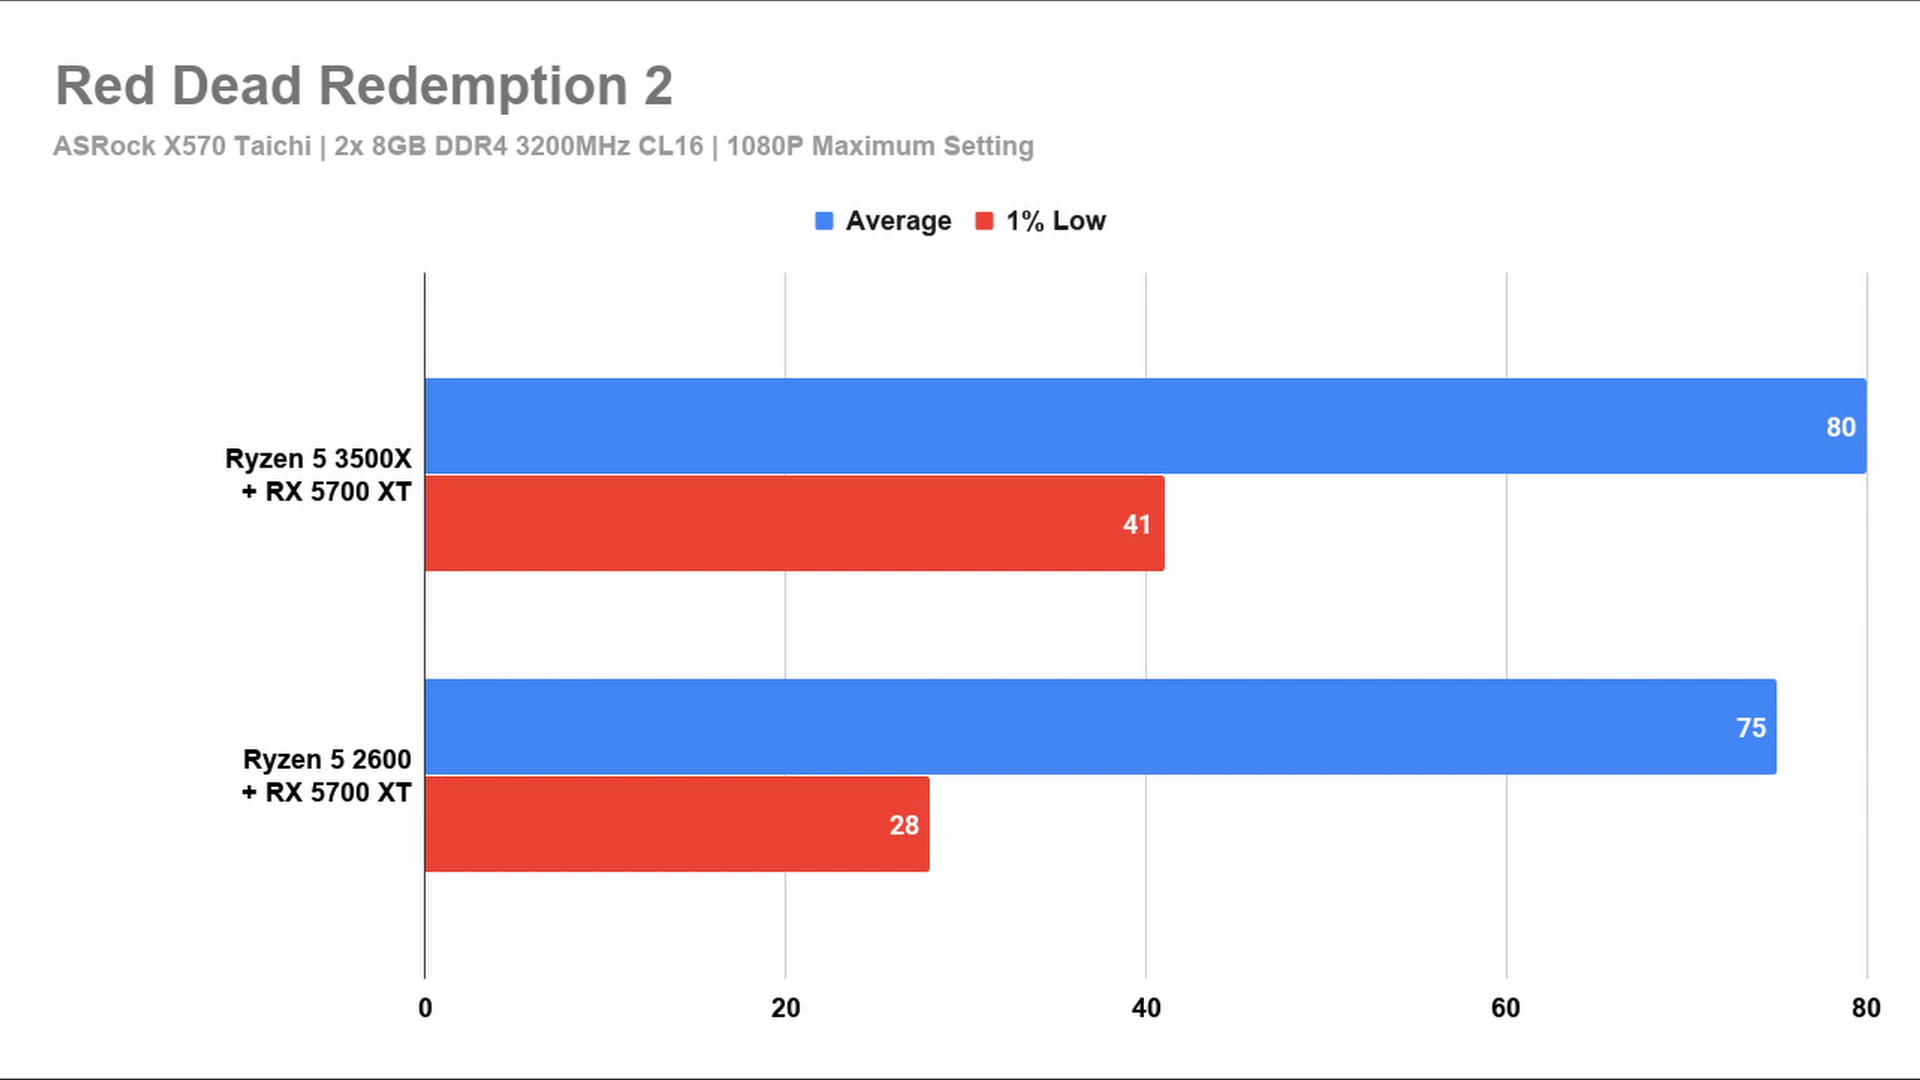 Red Dead Redemption 2
ASRock X570 Taichi | 2x 8GB DDR4 3200MHz CL16 | 1080P Maximum Setting
Average 1% Low
Ryzen 5 3500X
+ RX 5700 XT
80
41
Ryzen 5 2600
+ RX 5700 XT
75
28
0 20 40 60 80